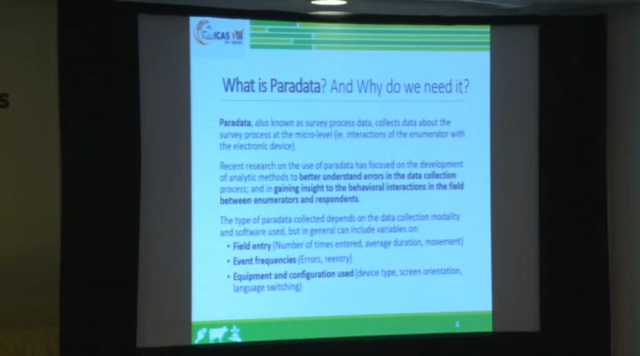 ICAS VIII
What is Paradata? And Why do we need it?
Paradata, also known as survey process data, collects data about the
survey process at the micro-level (ie. interactions of the enumerator with
the electronic device).
Recent research on the use of paradata has focused on the development
of analytic methods to better understand errors in the data collection
process; and in gaining insight to the behavioral interactions in the field
between enumerators and respondents.
The type of paradata collected depends on the data collection modality
and software used, but in general can include variables on:
• Field entry (Number of times entered, average duration, movement)
• Event frequencies (Errors, reentry)
• Equipment and configuration used (device type, screen orientation,
language switching)
s